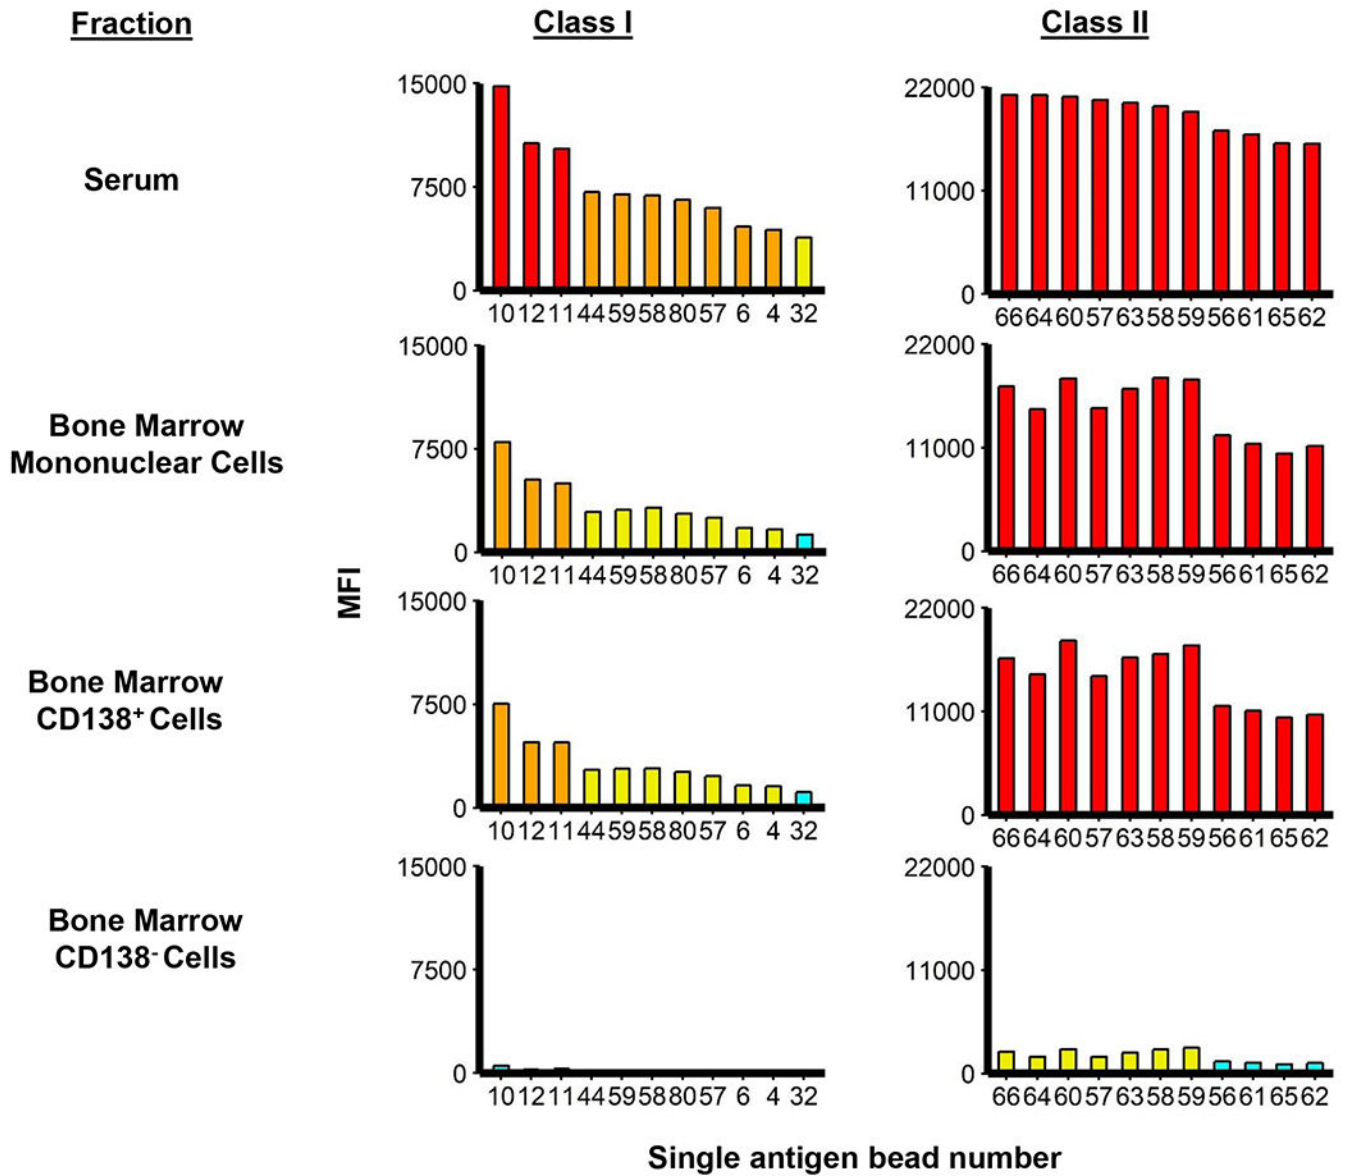 Fraction
Class I
Class II
Serum
15000
7500
0
10 12 11 44 59 58 80 57 6 4 32
22000
11000
0
66 64 60 57 63 58 59 56 61 65 62
Bone Marrow
Mononuclear Cells
15000
7500
0
10 12 11 44 59 58 80 57 6 4 32
22000
11000
0
66 64 60 57 63 58 59 56 61 65 62
MFI
Bone Marrow
CD138+ Cells
15000
7500
0
10 12 11 44 59 58 80 57 6 4 32
22000
11000
0
66 64 60 57 63 58 59 56 61 65 62
Bone Marrow
CD138- Cells
15000
7500
0
10 12 11 44 59 58 80 57 6 4 32
22000
11000
0
66 64 60 57 63 58 59 56 61 65 62
Single antigen bead number